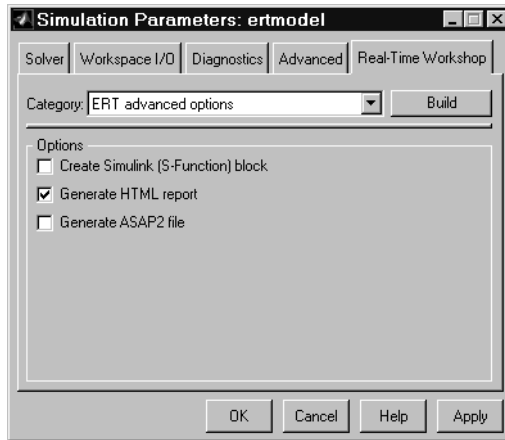 Simulation Parameters: ertmodel
Solver Workspace I/O Diagnostics Advanced Real-Time Workshop
Category: ERT advanced options Build
Options
Create Simulink (S-Function) block
Generate HTML report
Generate ASAP2 file
OK Cancel Help Apply